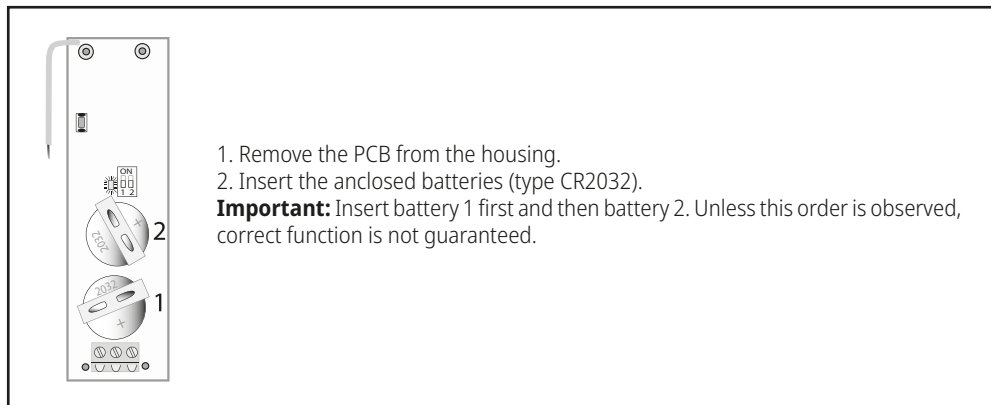 ON
1 2
2032
2
2032
1
1. Remove the PCB from the housing.
2. Insert the anclosed batteries (type CR2032).
Important: Insert battery 1 first and then battery 2. Unless this order is observed,
correct function is not guaranteed.